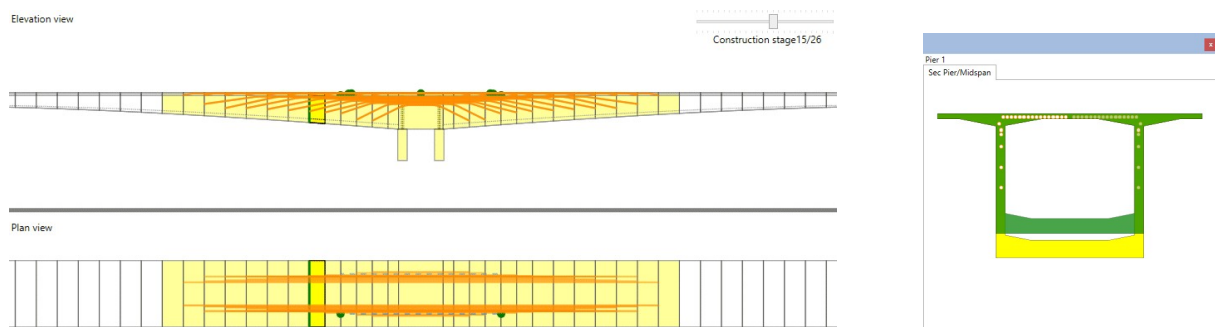 Elevation view
Construction stage15/26
Plan view
x
Pier 1
Sec Pier/Midspan